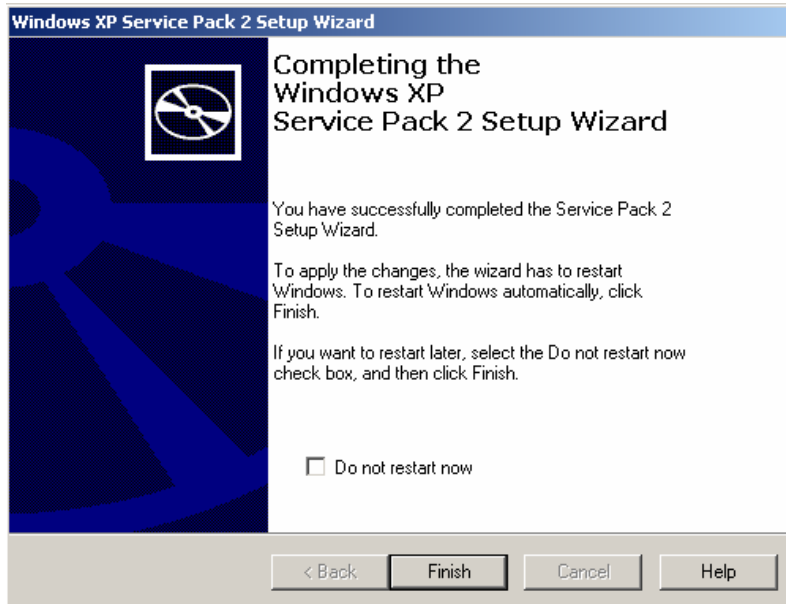 Windows XP Service Pack 2 Setup Wizard
Completing the
Windows XP
Service Pack 2 Setup Wizard
You have successfully completed the Service Pack 2
Setup Wizard.
To apply the changes, the wizard has to restart
Windows. To restart Windows automatically, click
Finish.
If you want to restart later, select the Do not restart now
check box, and then click Finish.
Do not restart now
< Back Finish Cancel Help